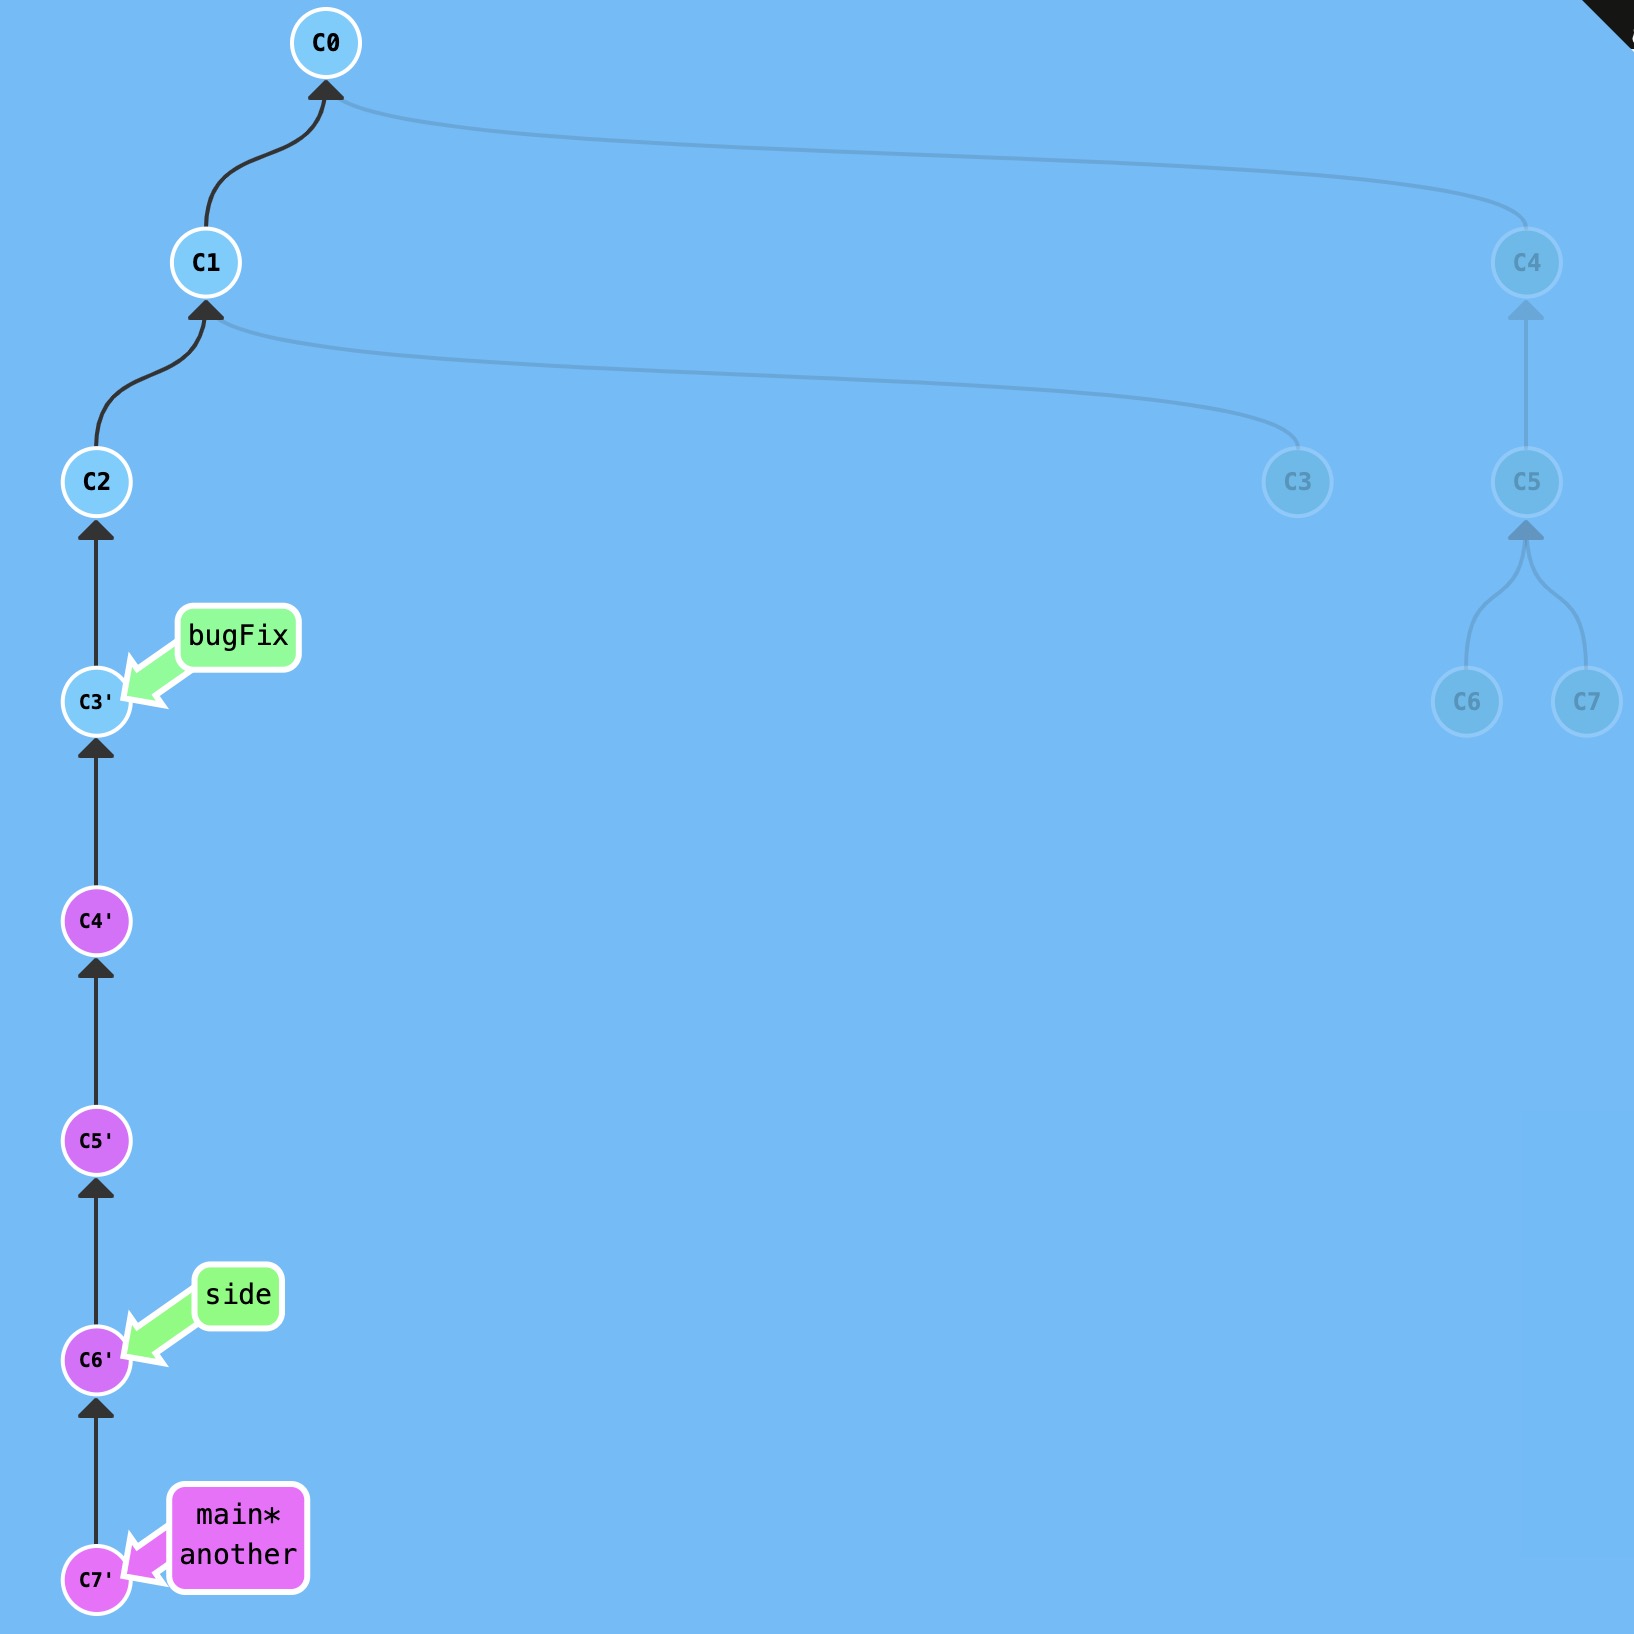 C0
C1
C4
C2
C3
C5
bugFix
C3'
C6
C7
C4'
C5'
side
C6'
main*
another
C7'